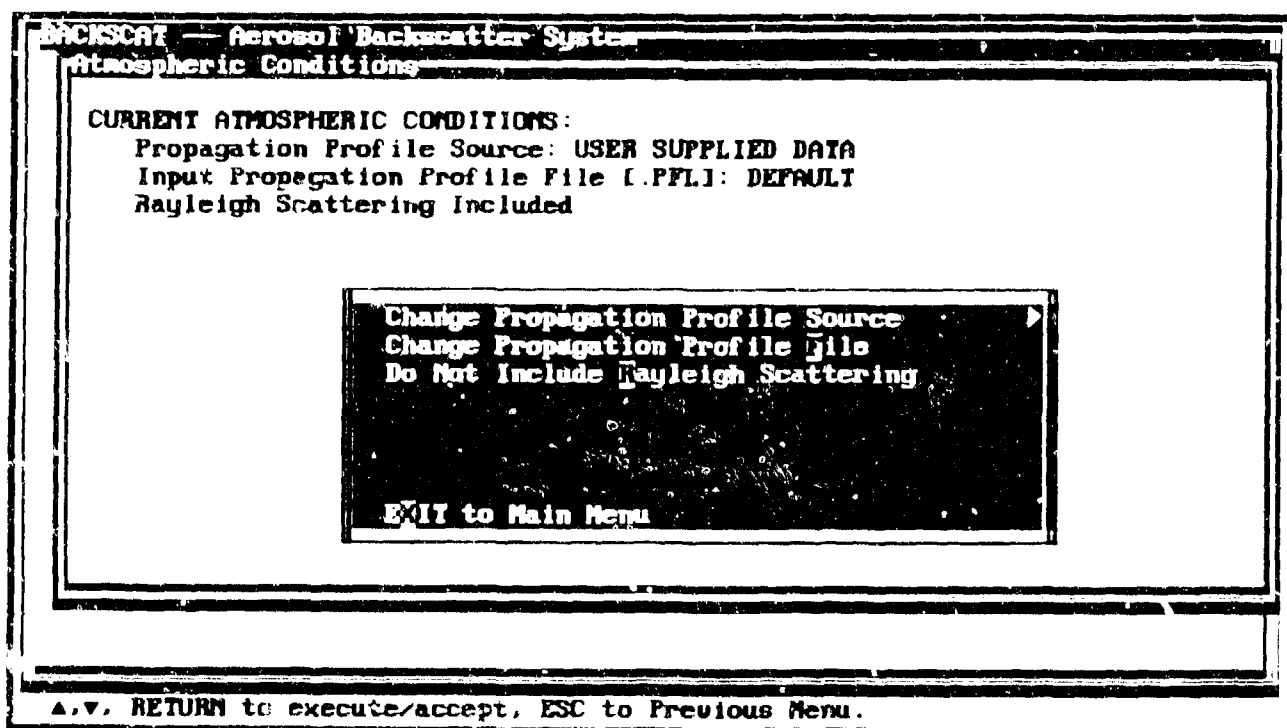 BACKSCAT — Aerosol Backscatter System
Atmospheric Conditions
CURRENT ATMOSPHERIC CONDITIONS:
Propagation Profile Source: USER SUPPLIED DATA
Input Propagation Profile File [.PFL]: DEFAULT
Rayleigh Scattering Included
Change Propagation Profile Source ▶
Change Propagation Profile File
Do Not Include Rayleigh Scattering
EXIT to Main Menu
▲,▼, RETURN to execute/accept, ESC to Previous Menu.